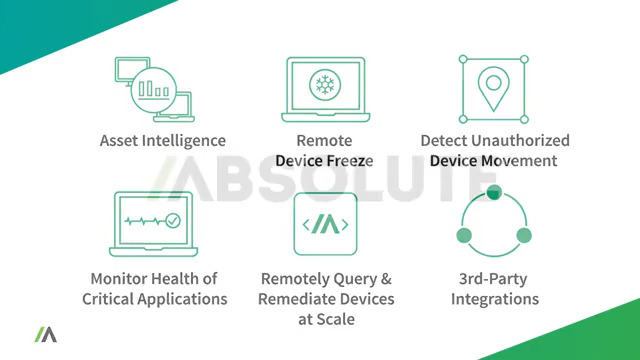 Asset Intelligence
Remote
Device Freeze
Detect Unauthorized
Device Movement
ABSOLUTE
Monitor Health of
Critical Applications
Remotely Query &
Remediate Devices
at Scale
3rd-Party
Integrations